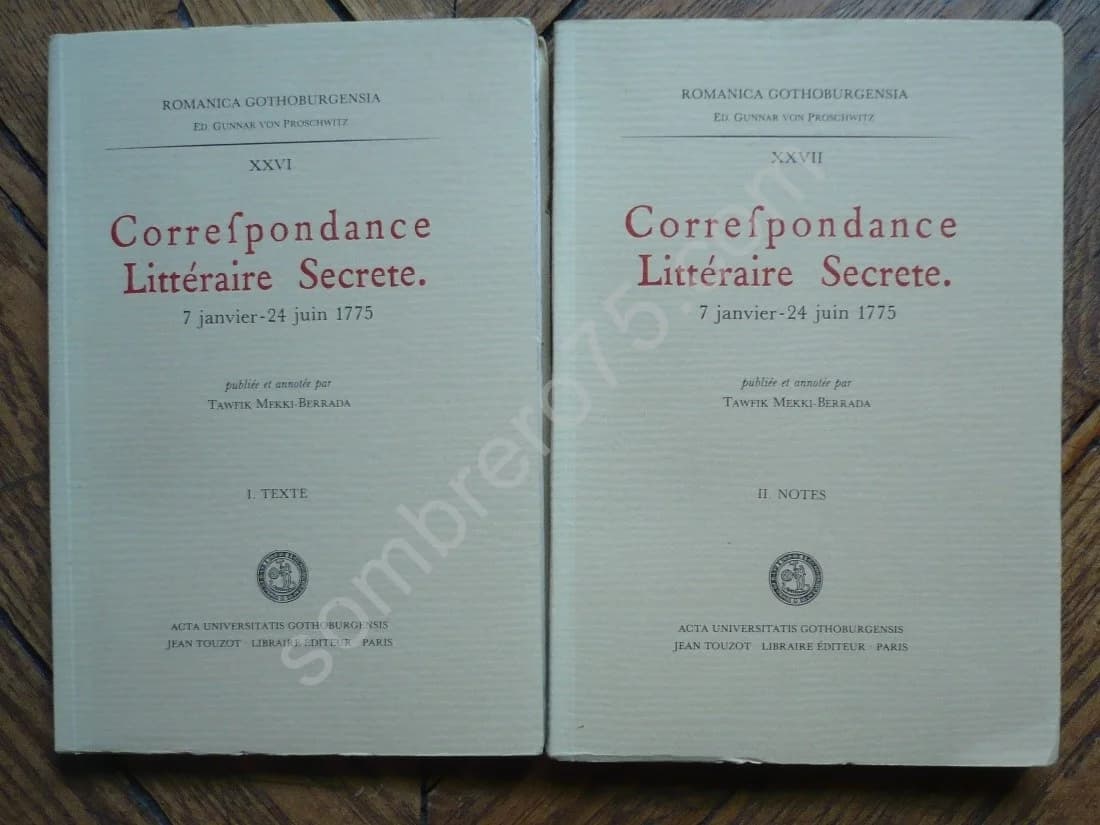 ROMANICA GOTHOBURGENSIA
ED. GUNNAR VON PROSCHWITZ
XXVI
Correſpondance
Littéraire Secrete.
7 janvier-24 juin 1775
publiée et annotée par
TAWFIK MEKKI-BERRADA
I. TEXTE
ACTA UNIVERSITATIS GOTHOBURGENSIS
JEAN TOUZOT · LIBRAIRE ÉDITEUR · PARIS
ROMANICA GOTHOBURGENSIA
ED. GUNNAR VON PROSCHWITZ
XXVII
Correſpondance
Littéraire Secrete.
7 janvier-24 juin 1775
publiée et annotée par
TAWFIK MEKKI-BERRADA
II. NOTES
ACTA UNIVERSITATIS GOTHOBURGENSIS
JEAN TOUZOT · LIBRAIRE ÉDITEUR · PARIS
sombrero75.com